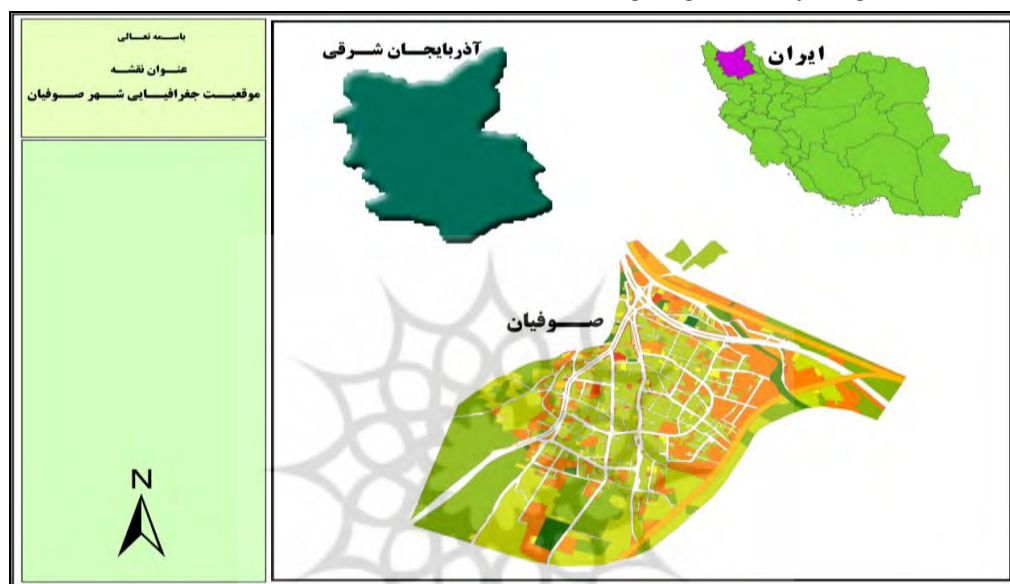 باسمه تعالی
عنوان نقشه
موقعیت جغرافیایی شهر صوفیان
N
ایران
آذربایجان شرقی
صوفیان